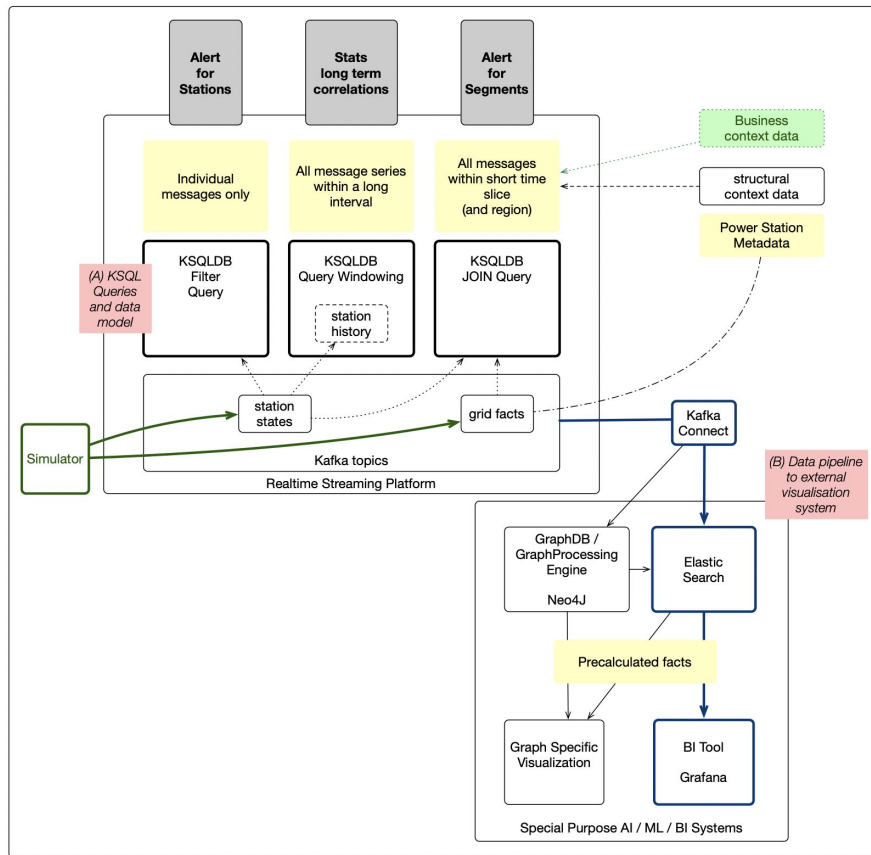 Alert
for
Stations
Stats
long term
correlations
Alert
for
Segments
Individual
messages only
All message series
within a long
interval
All messages
within short time
slice
(and region)
Business
context data
structural
context data
Power Station
Metadata
(A) KSQL
Queries
and data
model
KSQLDB
Filter
Query
KSQLDB
Query Windowing
station
history
KSQLDB
JOIN Query
station
states
grid facts
Kafka topics
Realtime Streaming Platform
Simulator
Kafka
Connect
(B) Data pipeline
to external
visualisation
system
GraphDB /
GraphProcessing
Engine
Neo4J
Elastic
Search
Precalculated facts
Graph Specific
Visualization
BI Tool
Grafana
Special Purpose AI / ML / BI Systems